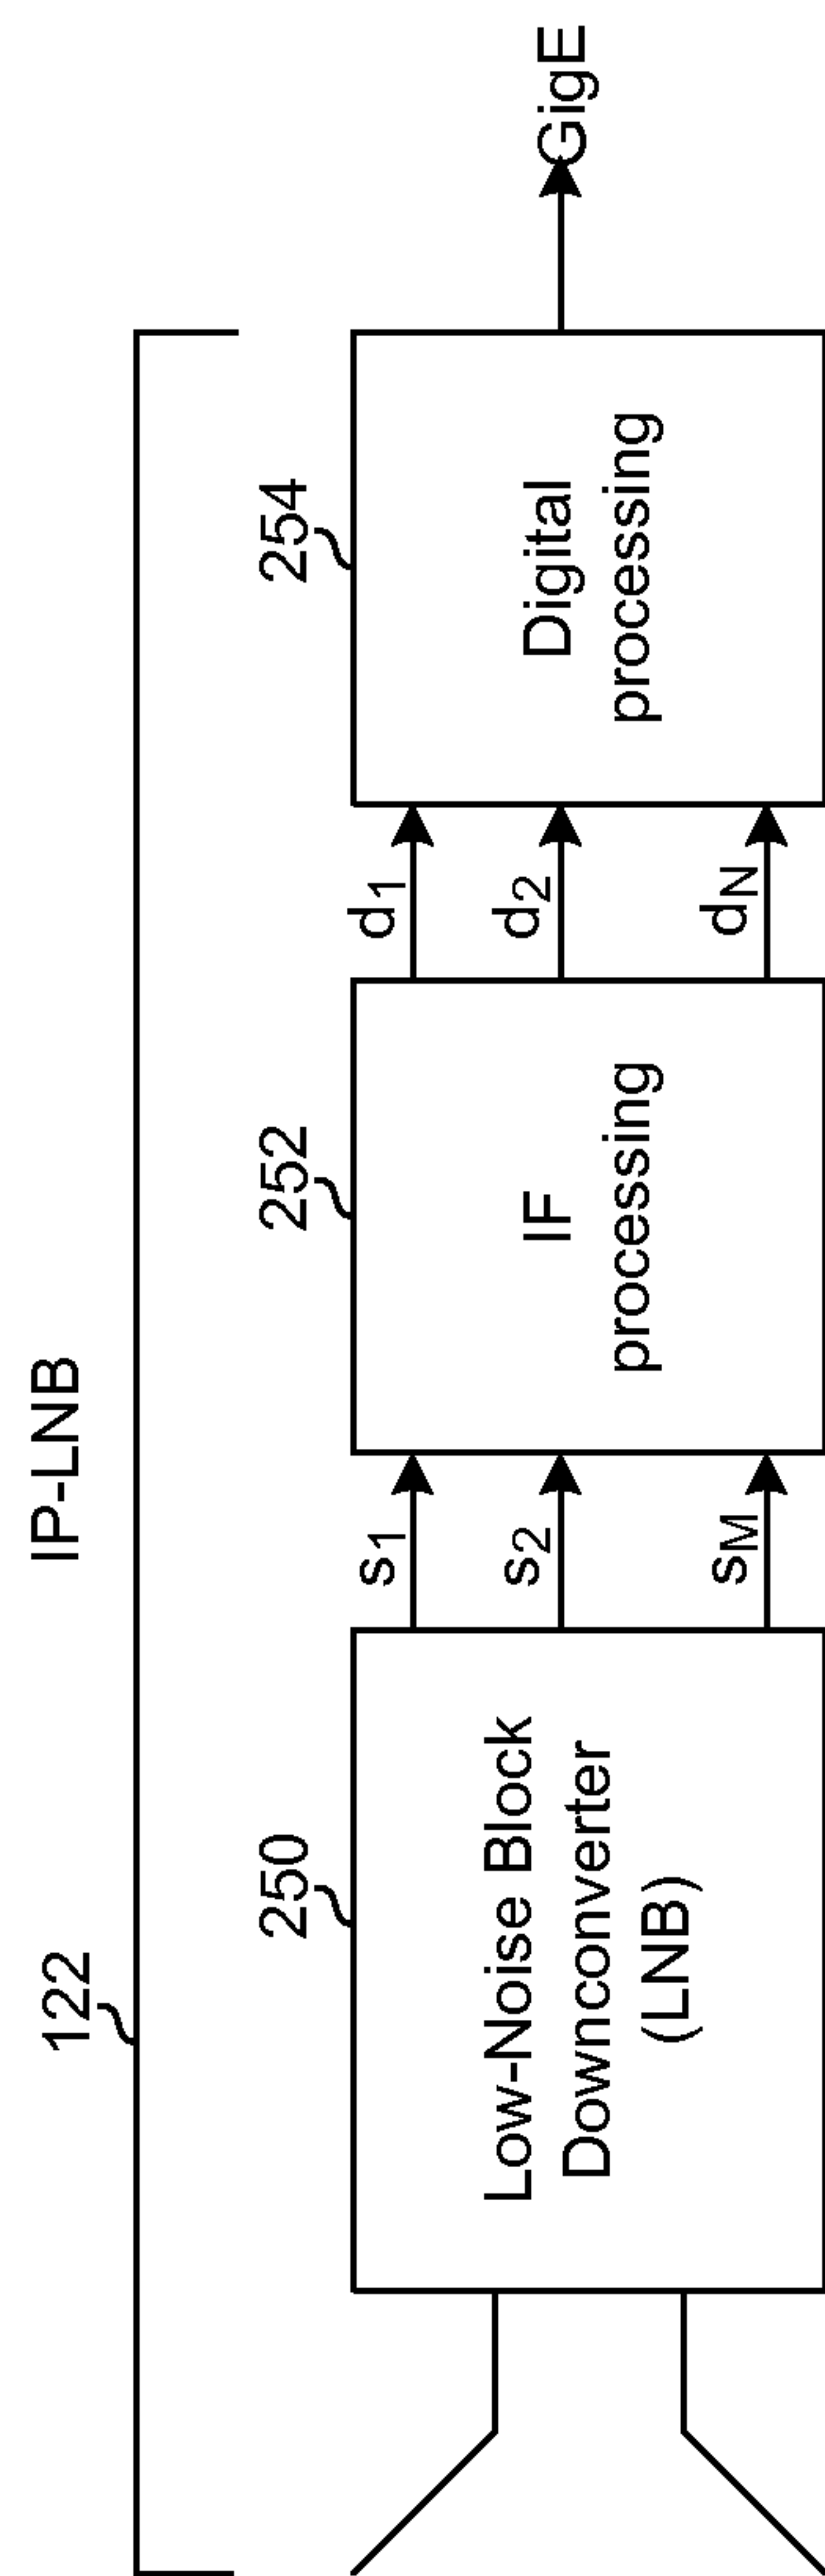 IP-LNB
122
250
Low-Noise Block
Downconverter
(LNB)
s1
s2
sM
252
IF
processing
d1
d2
dN
254
Digital
processing
GigE